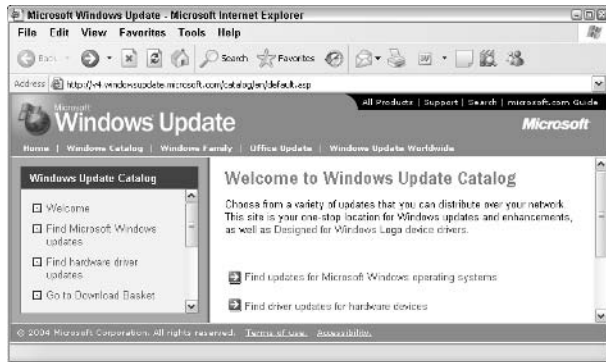 Microsoft Windows Update - Microsoft Internet Explorer
File Edit View Favorites Tools Help
Back Search Favorites
Address http://v4.windowsupdate.microsoft.com/catalog/en/default.asp
All Products | Support | Search | microsoft.com Guide
Microsoft
Windows Update
Microsoft
Home | Windows Catalog | Windows Family | Office Update | Windows Update Worldwide
Windows Update Catalog
Welcome
Find Microsoft Windows
updates
Find hardware driver
updates
Go to Download Basket
Welcome to Windows Update Catalog
Choose from a variety of updates that you can distribute over your network.
This site is your one-stop location for Windows updates and enhancements,
as well as Designed for Windows Logo device drivers.
Find updates for Microsoft Windows operating systems
Find driver updates for hardware devices
© 2004 Microsoft Corporation. All rights reserved. Terms of Use. Accessibility.